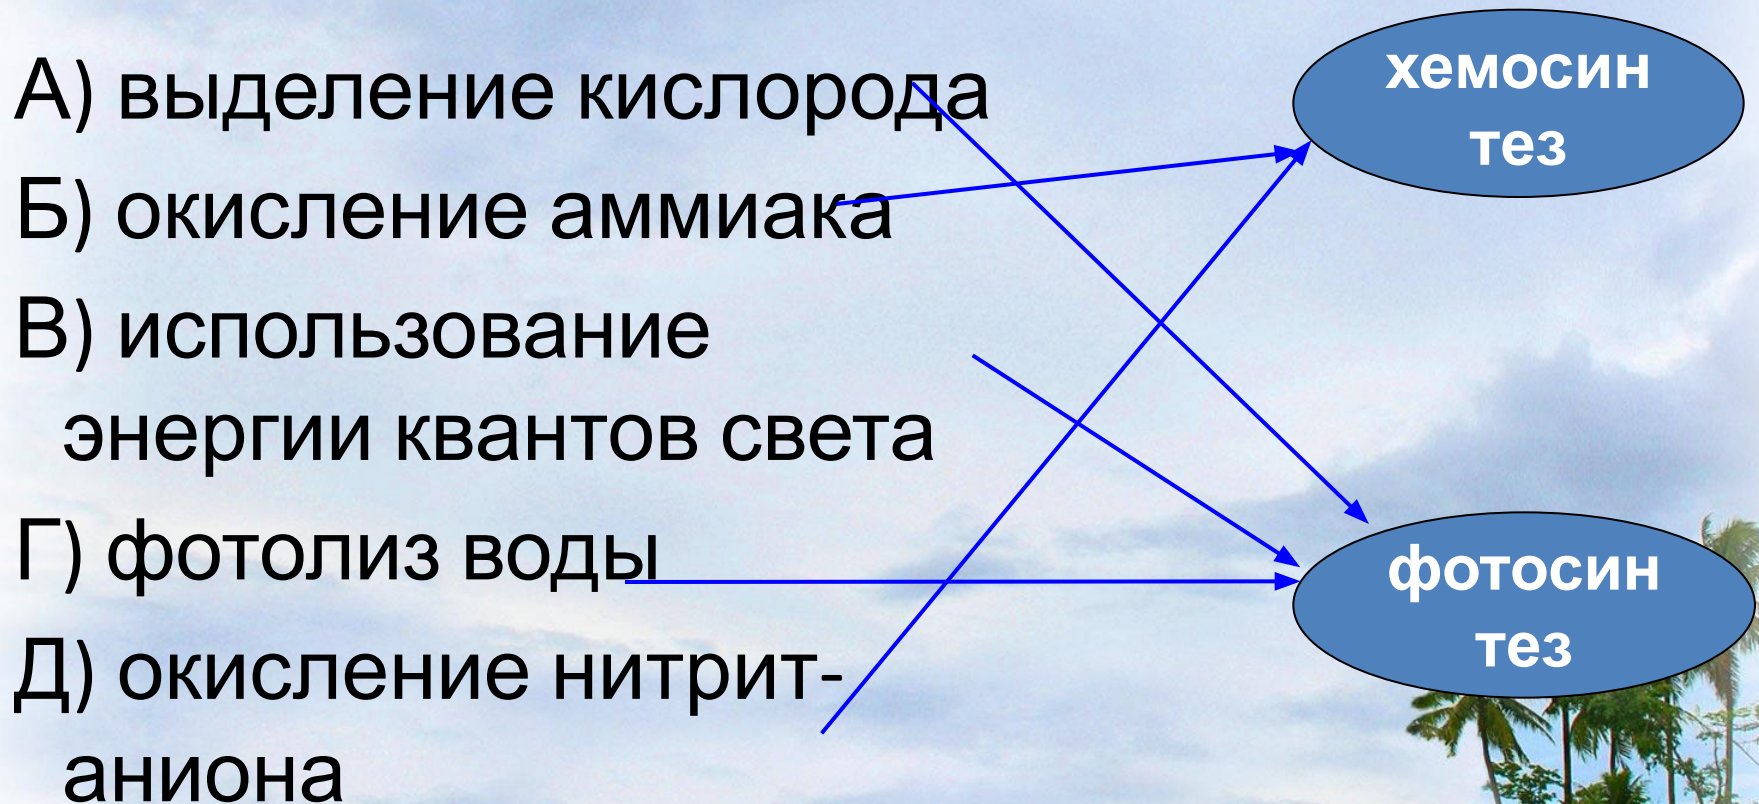 А) выделение кислорода
Б) окисление аммиака
В) использование
энергии квантов света
Г) фотолиз воды
Д) окисление нитрит-
аниона
хемосин
тез
фотосин
тез